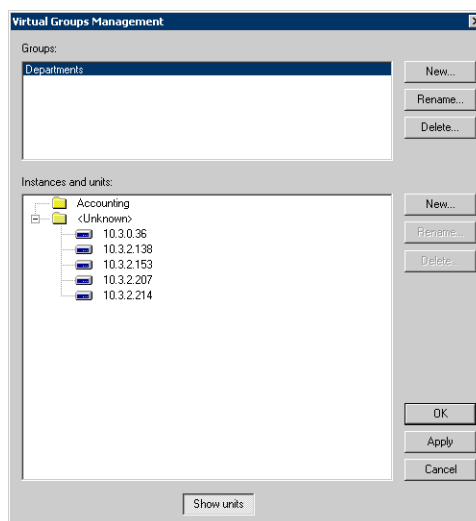 Virtual Groups Management
Groups:
Departments
New...
Rename...
Delete...
Instances and units:
Accounting
<Unknown>
10.3.0.36
10.3.2.138
10.3.2.153
10.3.2.207
10.3.2.214
New...
Rename...
Delete...
OK
Apply
Cancel
Show units